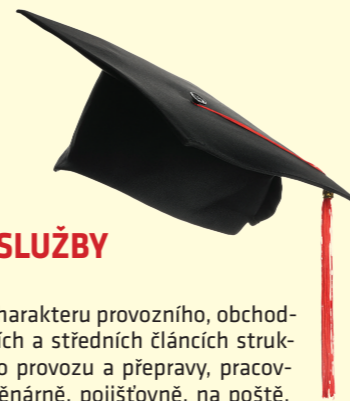 SLUŽBY
harakteru provozního, obchod-
ích a středních článcích struk-
o provozu a přepravy, pracov-
ěnárně, pojišťovně, na poště,